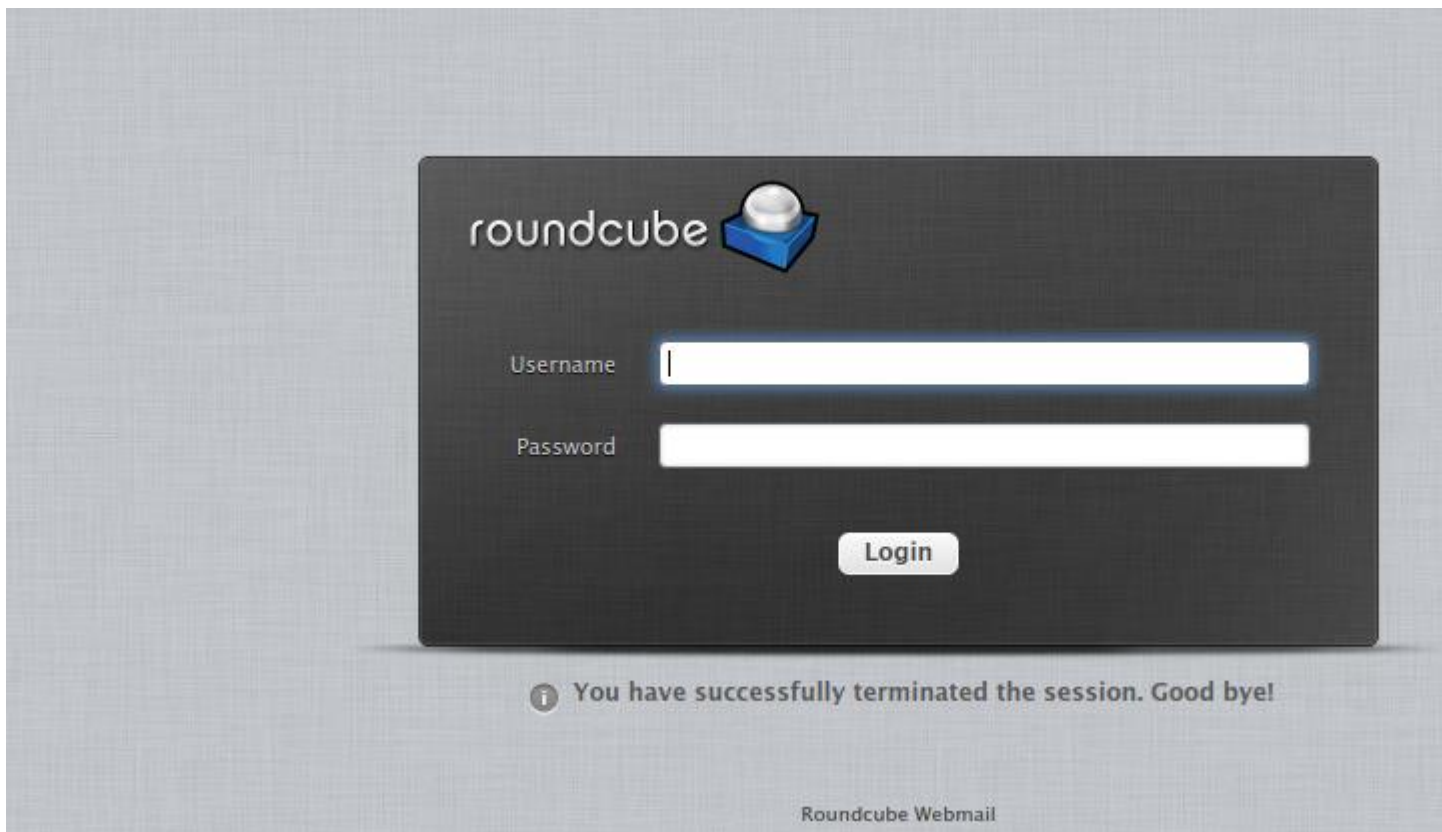 roundcube
Username
Password
Login
You have successfully terminated the session. Good bye!
Roundcube Webmail